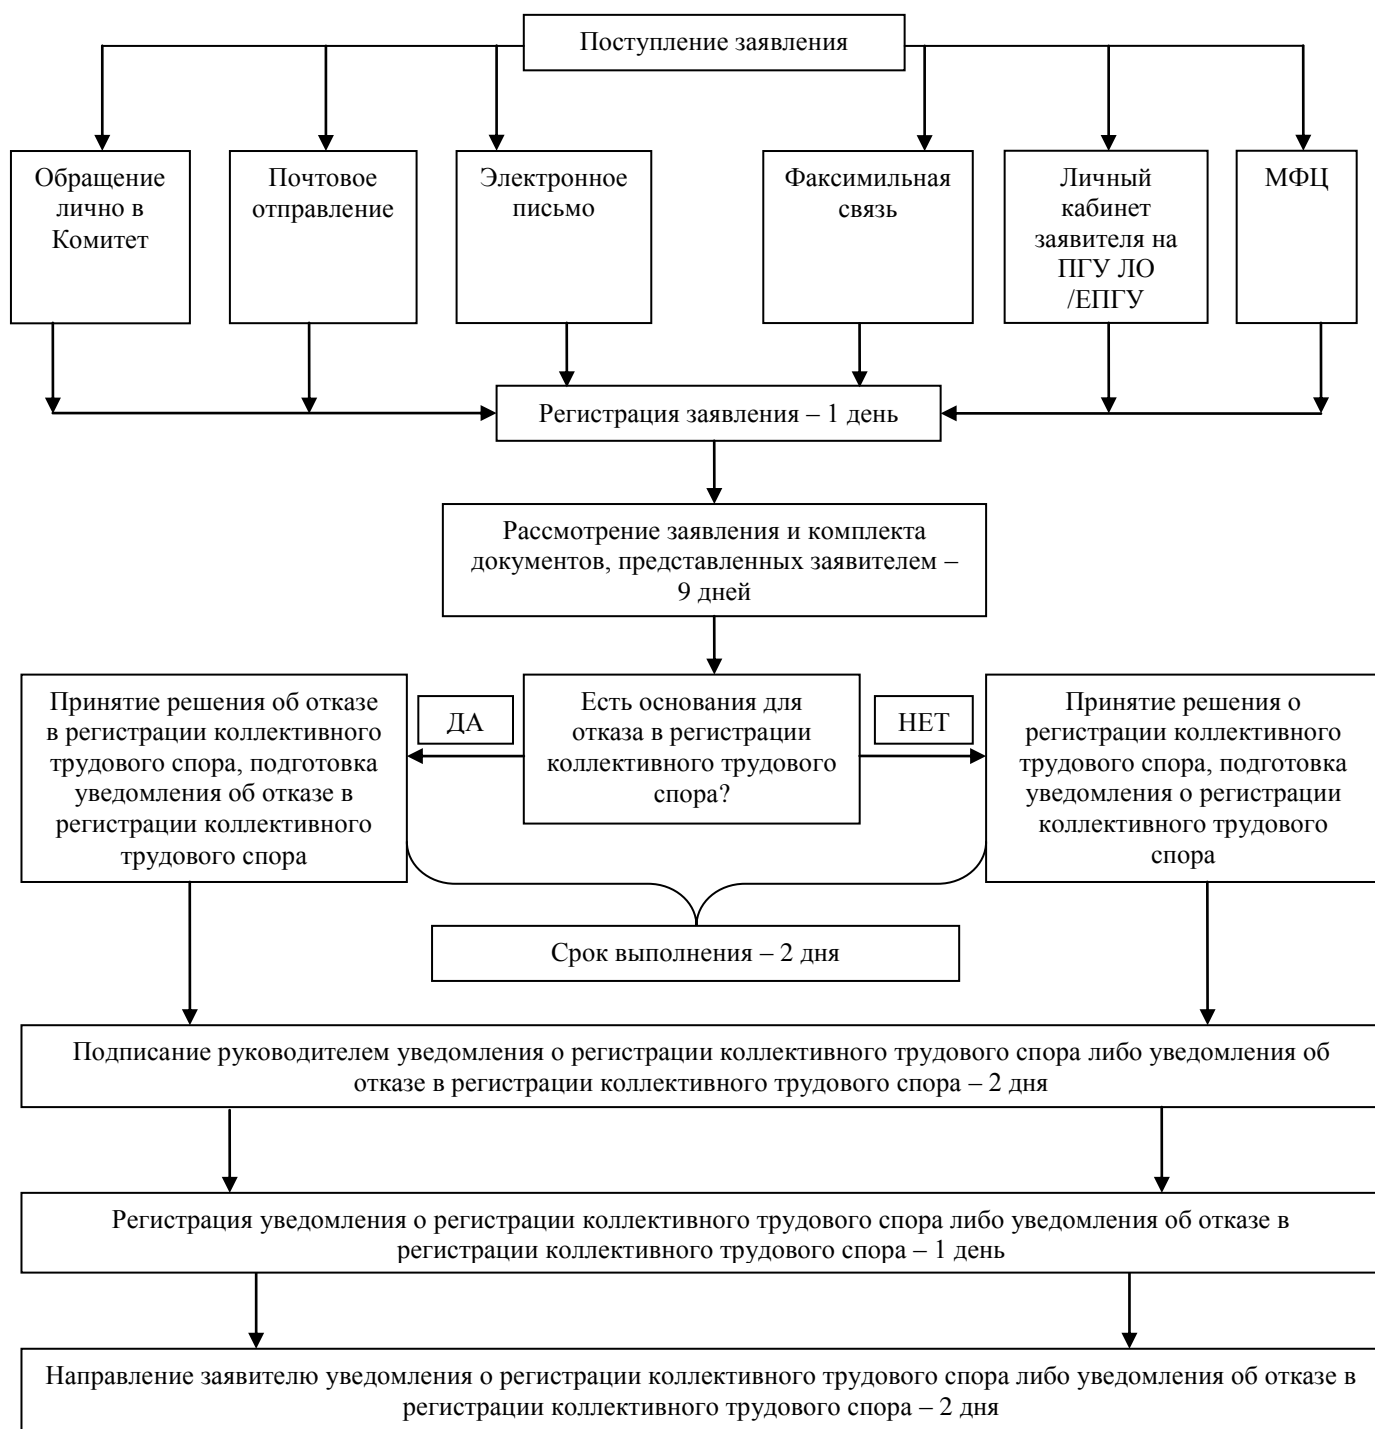 Поступление заявления
Обращение
лично в
Комитет
Почтовое
отправление
Электронное
письмо
Факсимильная
связь
Личный
кабинет
заявителя на
ПГУ ЛО
/ЕПГУ
МФЦ
Регистрация заявления – 1 день
Рассмотрение заявления и комплекта
документов, представленных заявителем –
9 дней
Принятие решения об отказе
в регистрации коллективного
трудового спора, подготовка
уведомления об отказе в
регистрации коллективного
трудового спора
ДА
Есть основания для
отказа в регистрации
коллективного трудового
спора?
НЕТ
Принятие решения о
регистрации коллективного
трудового спора, подготовка
уведомления о регистрации
коллективного трудового
спора
Срок выполнения – 2 дня
Подписание руководителем уведомления о регистрации коллективного трудового спора либо уведомления об
отказе в регистрации коллективного трудового спора – 2 дня
Регистрация уведомления о регистрации коллективного трудового спора либо уведомления об отказе в
регистрации коллективного трудового спора – 1 день
Направление заявителю уведомления о регистрации коллективного трудового спора либо уведомления об отказе в
регистрации коллективного трудового спора – 2 дня